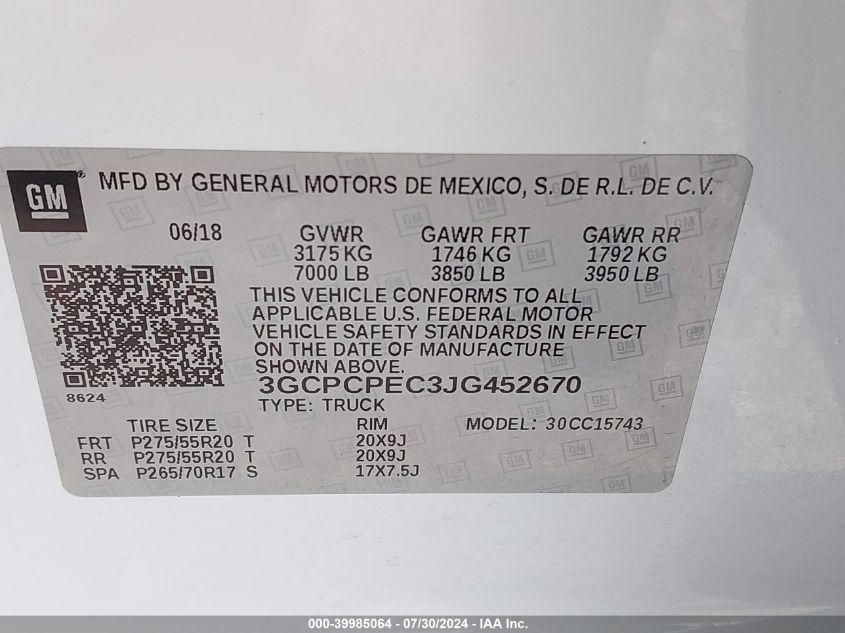 GM
MFD BY GENERAL MOTORS DE MEXICO, S. DE R.L. DE C.V.
06/18 GVWR GAWR FRT GAWR RR
3175 KG 1746 KG 1792 KG
7000 LB 3850 LB 3950 LB
THIS VEHICLE CONFORMS TO ALL
APPLICABLE U.S. FEDERAL MOTOR
VEHICLE SAFETY STANDARDS IN EFFECT
ON THE DATE OF MANUFACTURE
SHOWN ABOVE.
8624
3GCPCPEC3JG452670
TYPE: TRUCK
TIRE SIZE RIM MODEL: 30CC15743
FRT P275/55R20 T 20X9J
RR P275/55R20 T 20X9J
SPA P265/70R17 S 17X7.5J
000-39985064 / 07/30/2024 - IAA Inc.